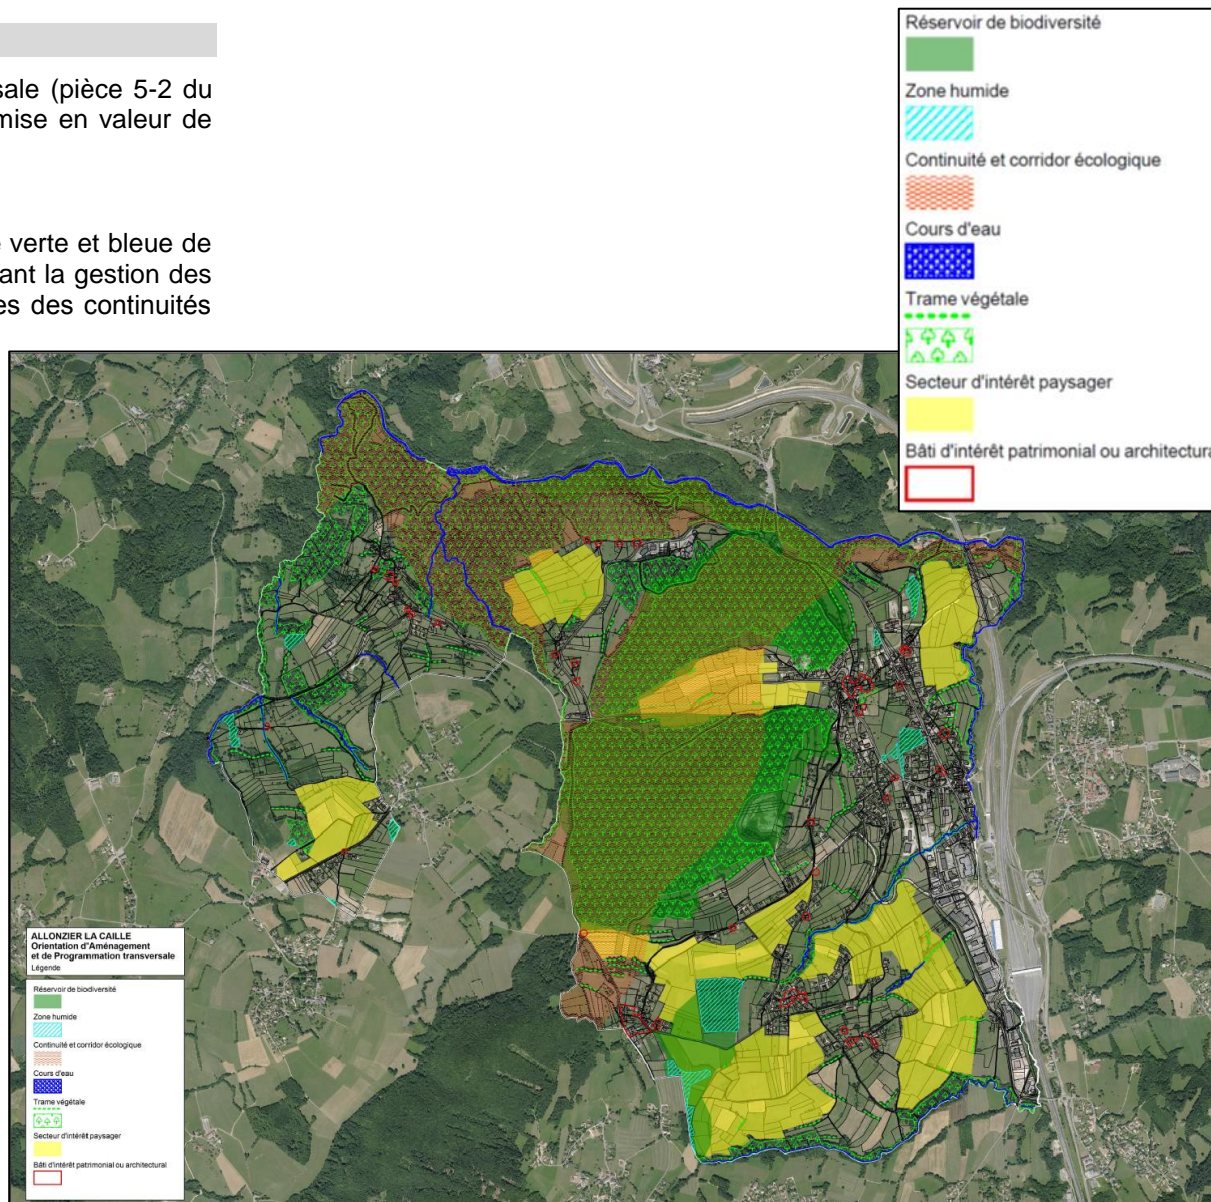 sale (pièce 5-2 du
mise en valeur de
verte et bleue de
ant la gestion des
es des continuités
Réservoir de biodiversité
Zone humide
Continuité et corridor écologique
Cours d'eau
Trame végétale
Secteur d'intérêt paysager
Bâti d'intérêt patrimonial ou architectura
ALLONZIER LA CAILLE
Orientation d'Aménagement
et de Programmation transversale
Légende
Réservoir de biodiversité
Zone humide
Continuité et corridor écologique
Cours d'eau
Trame végétale
Secteur d'intérêt paysager
Bâti d'intérêt patrimonial ou architectural